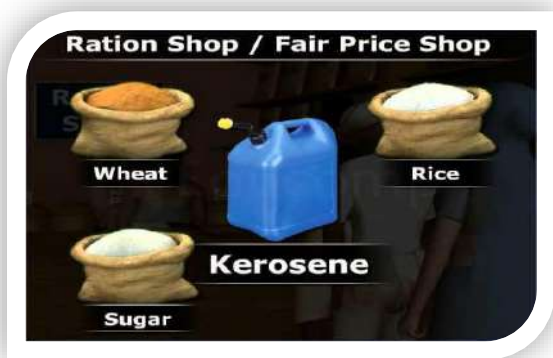 Ration Shop / Fair Price Shop
Wheat
Rice
Kerosene
Sugar